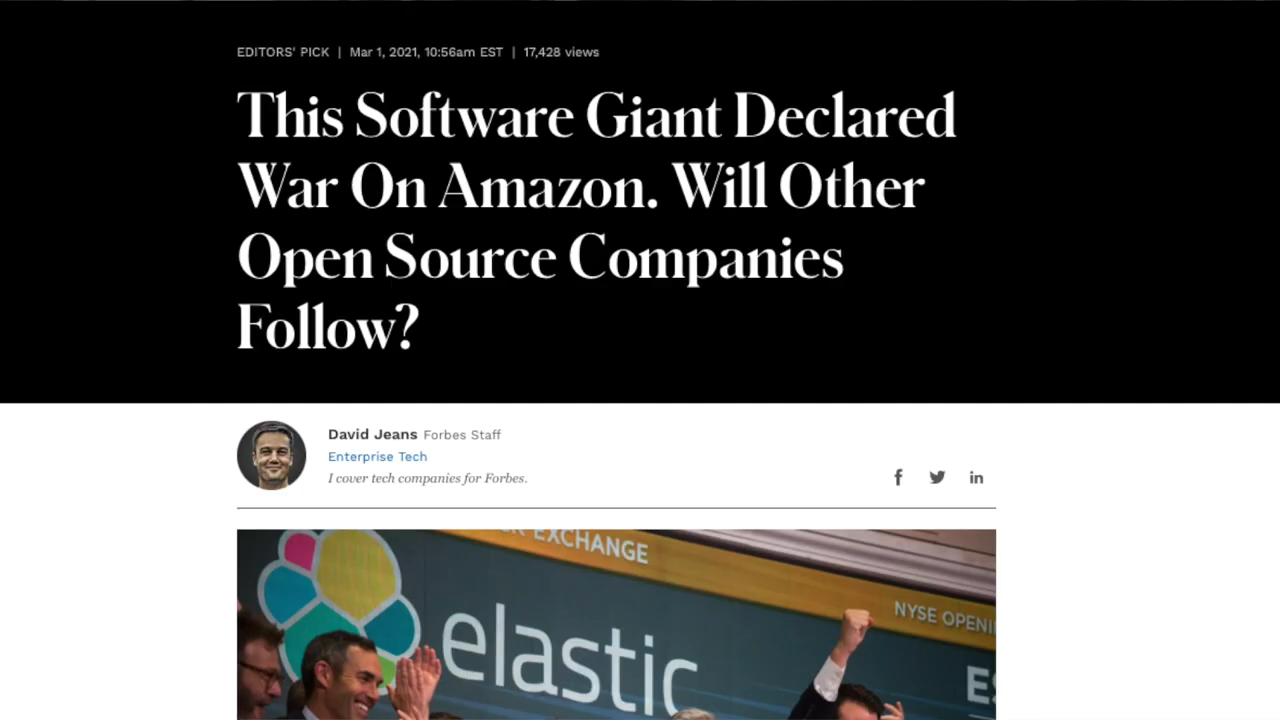 EDITORS' PICK | Mar 1, 2021, 10:56am EST | 17,428 views
This Software Giant Declared
War On Amazon. Will Other
Open Source Companies
Follow?
David Jeans Forbes Staff
Enterprise Tech
I cover tech companies for Forbes.
EXCHANGE
NYSE OPENI
elastic